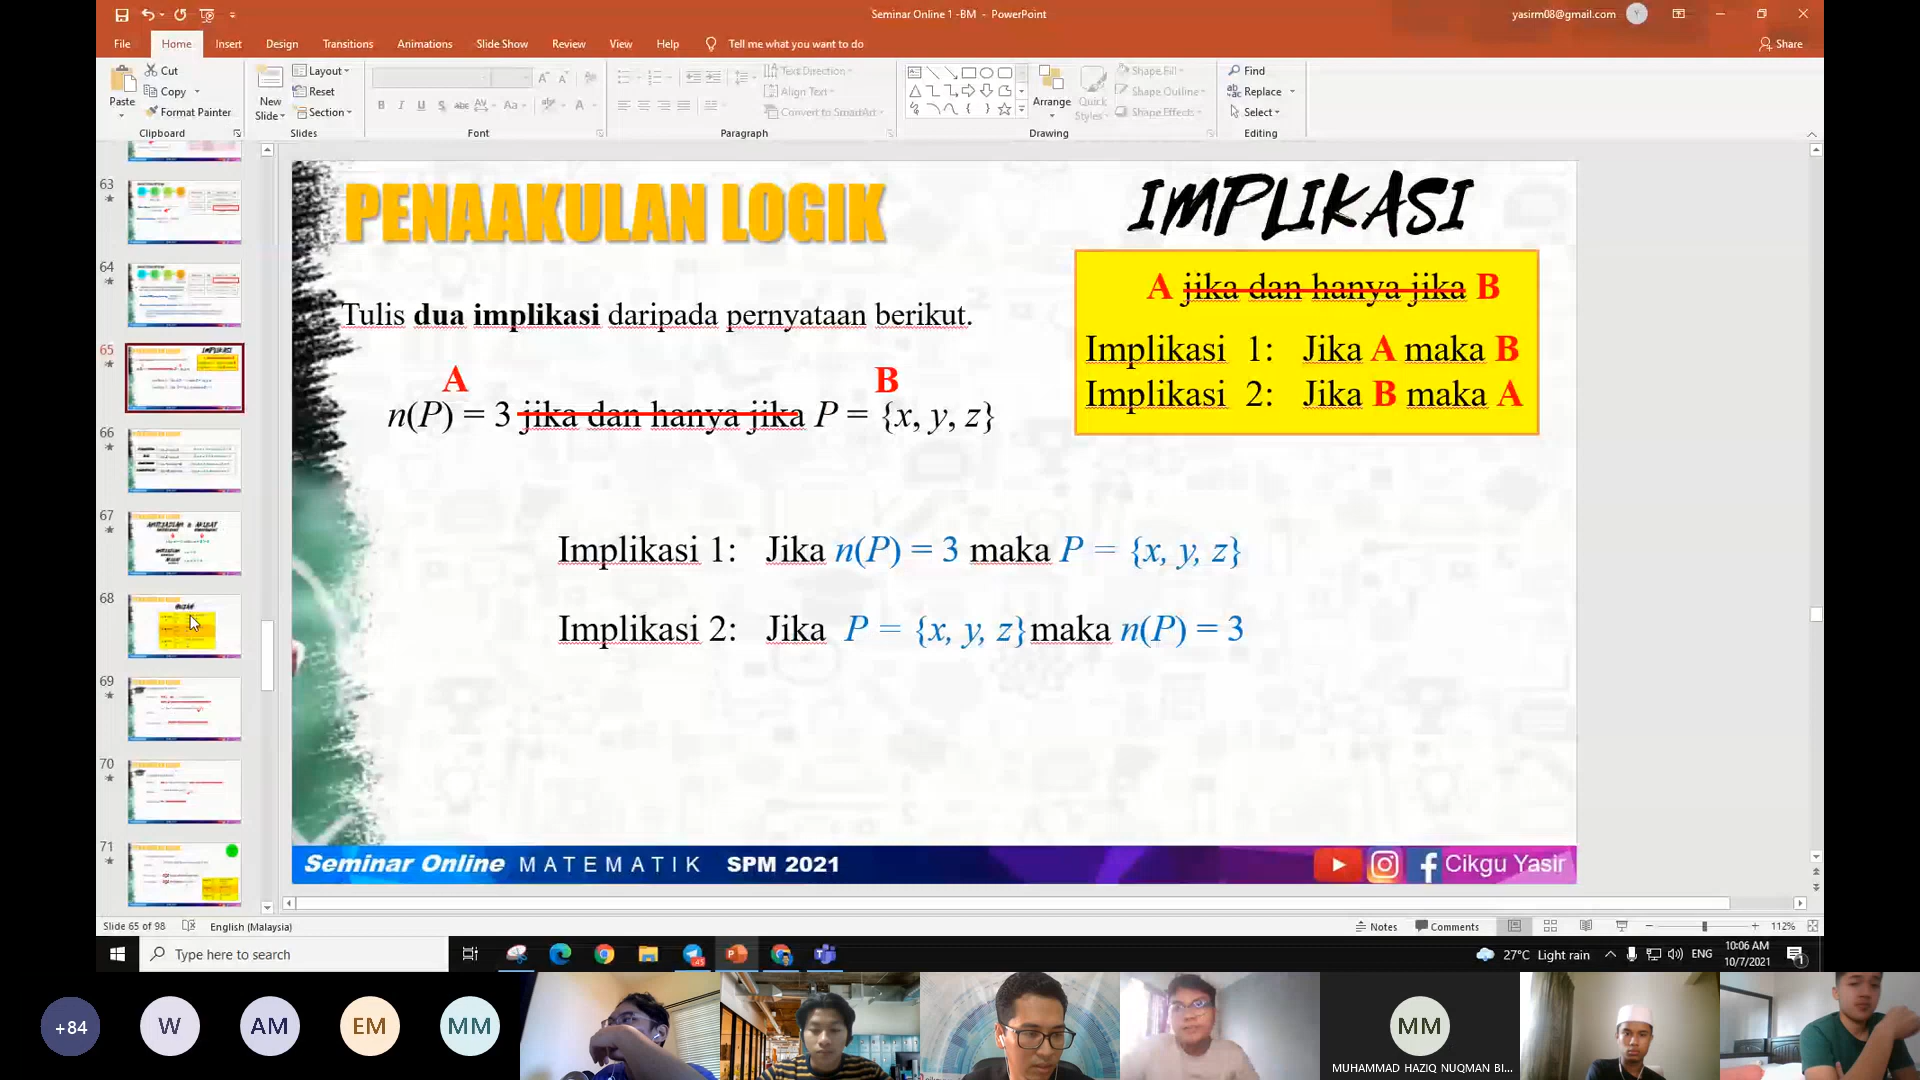 Seminar Online 1 -BM - PowerPoint
yasirm08@gmail.com
Y
File Home Insert Design Transitions Animations Slide Show Review View Help Tell me what you want to do
Share
Paste
Cut
Copy
Format Painter
Clipboard
New Slide
Layout
Reset
Section
Slides
Font
Text Direction
Align Text
Convert to SmartArt
Paragraph
Arrange
Quick Styles
Shape Fill
Shape Outline
Shape Effects
Drawing
Find
Replace
Select
Editing
63
64
65
66
67
68
69
70
71
PENAAKULAN LOGIK
IMPLIKASI
A jika dan hanya jika B
Implikasi 1: Jika A maka B
Implikasi 2: Jika B maka A
Tulis dua implikasi daripada pernyataan berikut.
A B
n(P) = 3 jika dan hanya jika P = {x, y, z}
Implikasi 1: Jika n(P) = 3 maka P = {x, y, z}
Implikasi 2: Jika P = {x, y, z}maka n(P) = 3
Seminar Online MATEMATIK SPM 2021
Cikgu Yasir
Slide 65 of 98 English (Malaysia)
Notes Comments 112%
Type here to search
27°C Light rain
ENG
10:06 AM
10/7/2021
+84 W AM EM MM MM
MUHAMMAD HAZIQ NUQMAN BI...